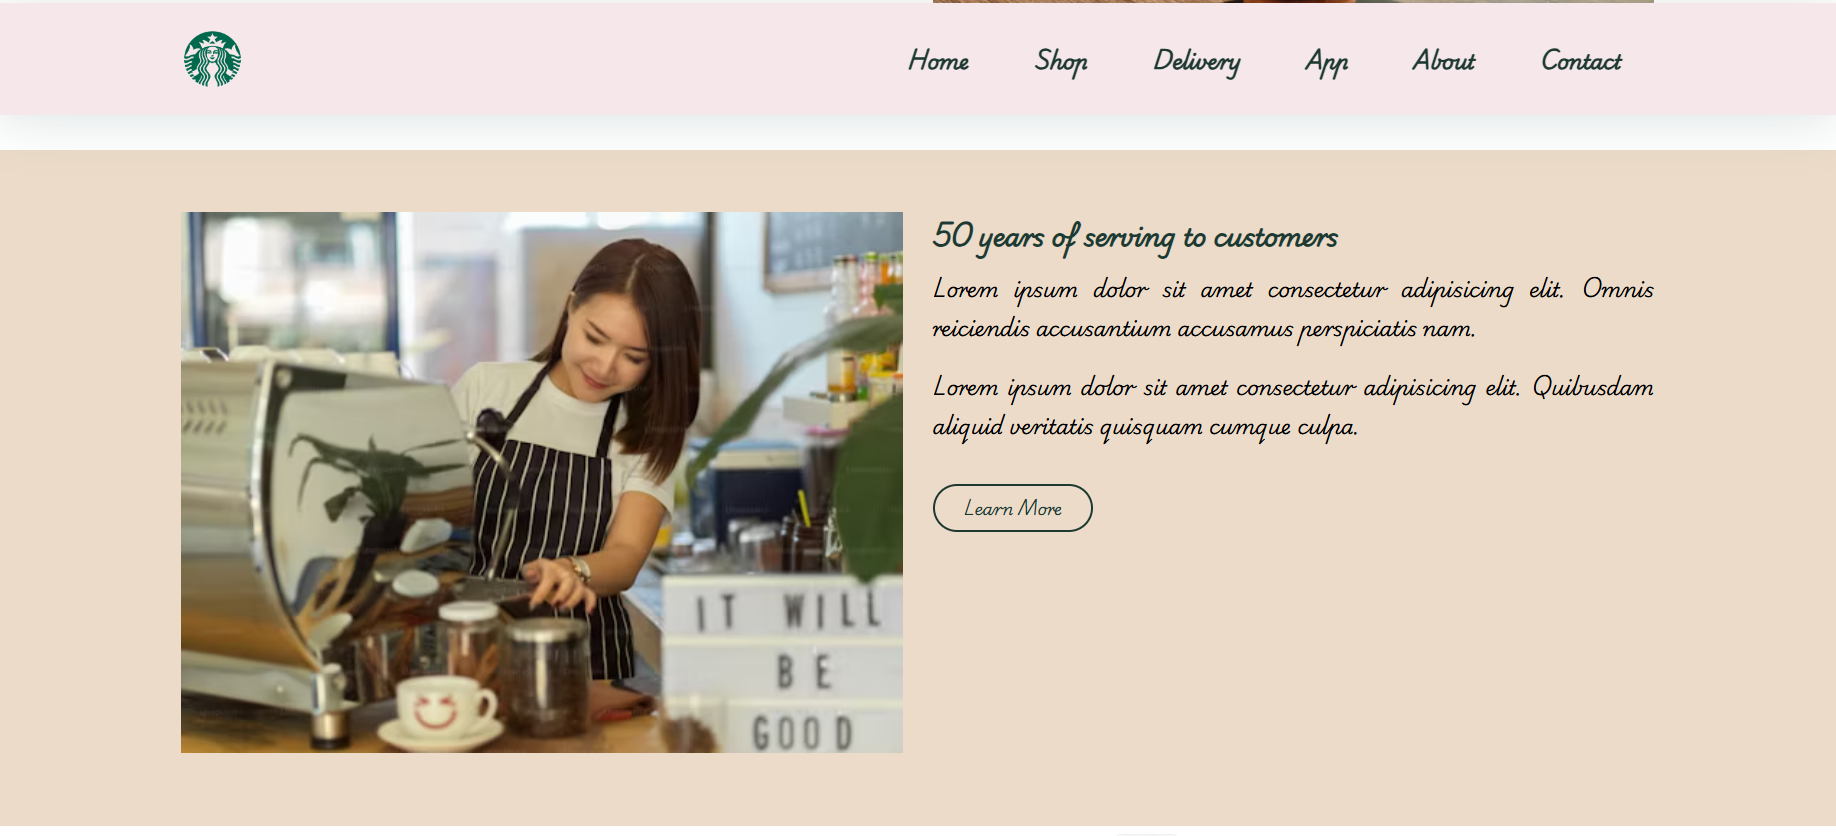 Home Shop Delivery App About Contact
50 years of serving to customers
Lorem ipsum dolor sit amet consectetur adipisicing elit. Omnis
reiciendis accusantium accusamus perspiciatis nam.
Lorem ipsum dolor sit amet consectetur adipisicing elit. Quibusdam
aliquid veritatis quisquam cumque culpa.
Learn More
IT WILL
BE
GOOD